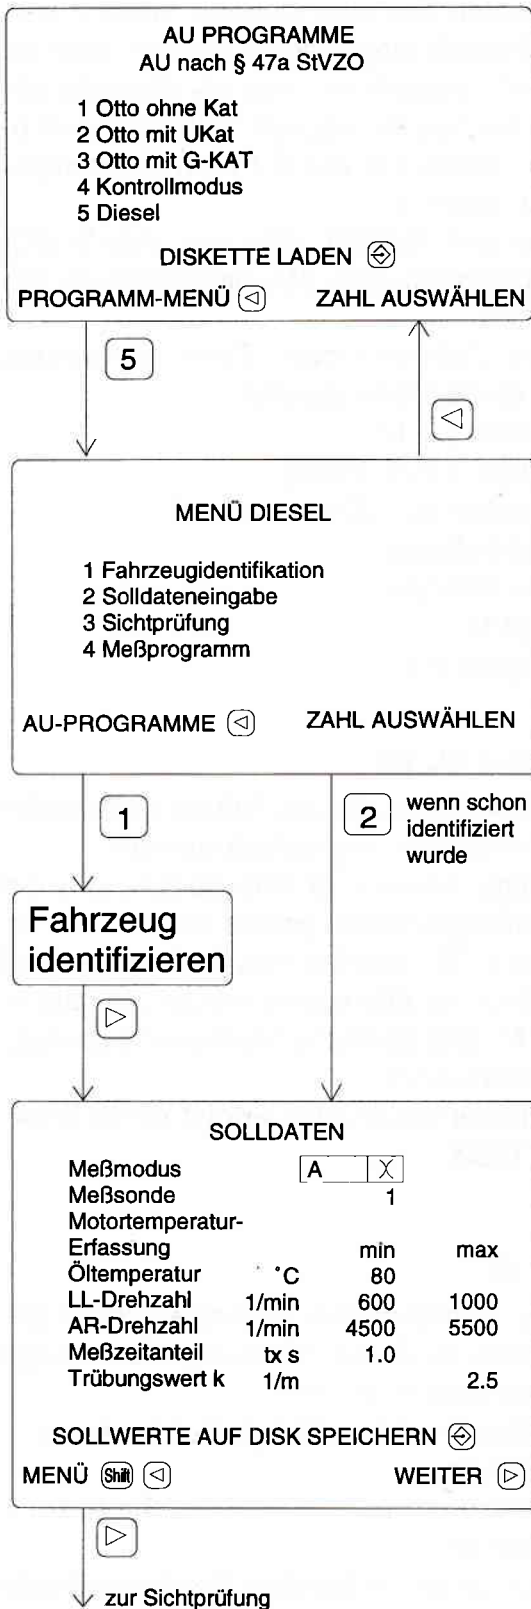 AU PROGRAMME
AU nach § 47a StVZO
1 Otto ohne Kat
2 Otto mit UKat
3 Otto mit G-KAT
4 Kontrollmodus
5 Diesel
DISKETTE LADEN
PROGRAMM-MENÜ ZAHL AUSWÄHLEN
5
MENÜ DIESEL
1 Fahrzeugidentifikation
2 Solldateneingabe
3 Sichtprüfung
4 Meßprogramm
AU-PROGRAMME ZAHL AUSWÄHLEN
1
2 wenn schon
identifiziert
wurde
Fahrzeug
identifizieren
SOLLDATEN
Meßmodus A X
Meßsonde 1
Motortemperatur-
Erfassung min max
Öltemperatur °C 80
LL-Drehzahl 1/min 600 1000
AR-Drehzahl 1/min 4500 5500
Meßzeitanteil tx s 1.0
Trübungswert k 1/m 2.5
SOLLWERTE AUF DISK SPEICHERN
MENÜ Shift WEITER
zur Sichtprüfung